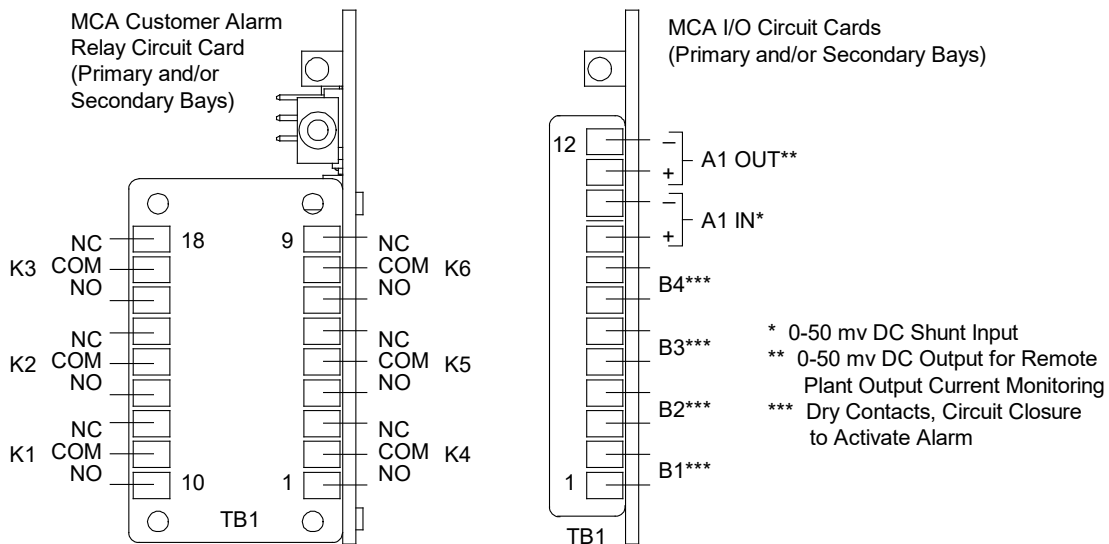 MCA Customer Alarm
Relay Circuit Card
(Primary and/or
Secondary Bays)
NC 18 9 NC
K3 COM COM K6
NO NO
NC NC
K2 COM COM K5
NO NO
NC NC
K1 COM COM K4
NO 10 1 NO
TB1
MCA I/O Circuit Cards
(Primary and/or Secondary Bays)
12 –
A1 OUT**
+
–
A1 IN*
+
B4***
B3***
B2***
B1***
1
TB1
* 0-50 mv DC Shunt Input
** 0-50 mv DC Output for Remote
Plant Output Current Monitoring
*** Dry Contacts, Circuit Closure
to Activate Alarm